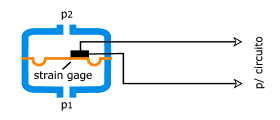 p2
strain gage
p1
p/ circuito